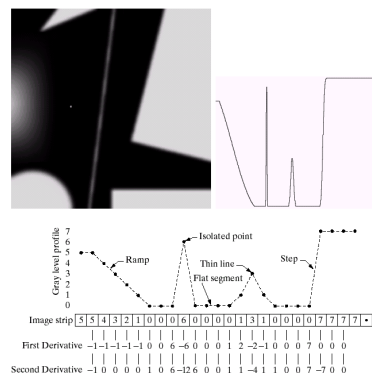 7
6
5
4
3
2
1
0
Gray level profile
Isolated point
Ramp
Thin line
Flat segment
Step
Image strip 5 5 4 3 2 1 0 0 0 6 0 0 0 0 1 3 1 0 0 0 0 7 7 7 7 •
First Derivative −1−1−1−1−1 0 0 6 −6 0 0 0 1 2 −2−1 0 0 0 7 0 0 0
Second Derivative −1 0 0 0 0 1 0 6 −12 6 0 0 1 1 −4 1 1 0 0 7 −7 0 0